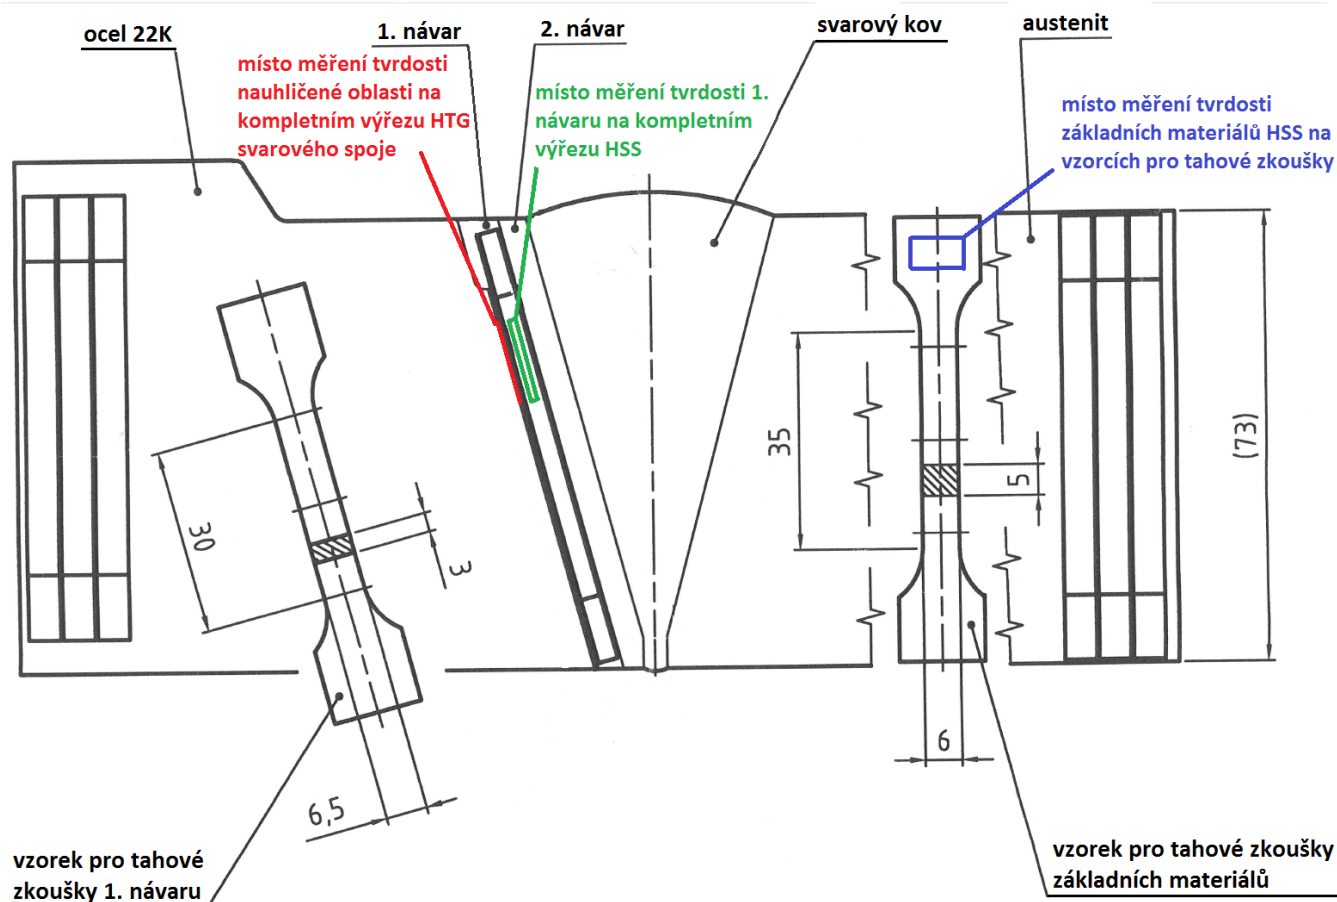 ocel 22K
1. návar
2. návar
svarový kov
austenit
místo měření tvrdosti
nauhličené oblasti na
kompletním výřezu HTG
svarového spoje
místo měření tvrdosti 1.
návaru na kompletním
výřezu HSS
místo měření tvrdosti
základních materiálů HSS na
vzorcích pro tahové zkoušky
30
3
6,5
35
5
6
(73)
vzorek pro tahové
zkoušky 1. návaru
vzorek pro tahové zkoušky
základních materiálů